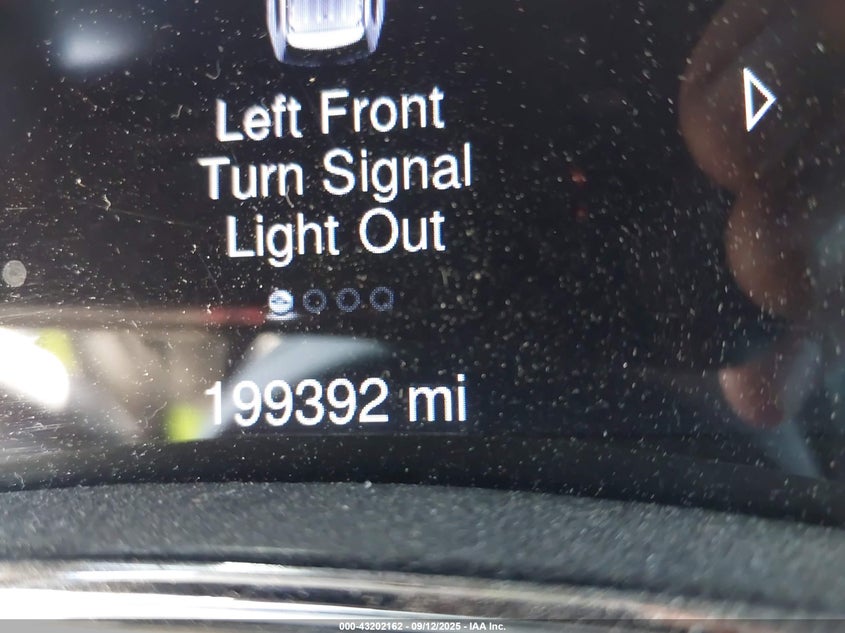 Left Front
Turn Signal
Light Out
199392 mi
000-43202162 - 09/12/2025 - IAA Inc.